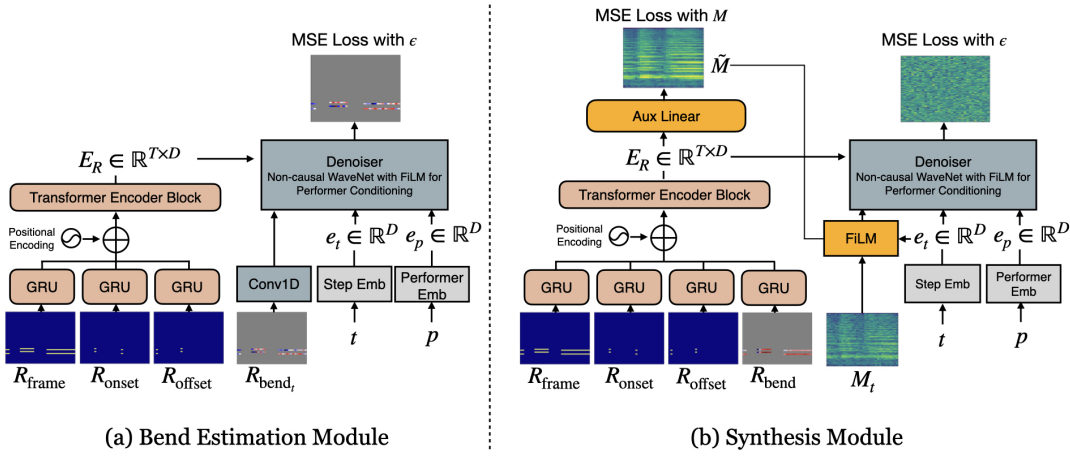 MSE Loss with ϵ
E_R ∈ ℝ^{T×D}
Denoiser
Non-causal WaveNet with FiLM for
Performer Conditioning
Transformer Encoder Block
Positional
Encoding
e_t ∈ ℝ^D e_p ∈ ℝ^D
GRU GRU GRU Conv1D Step Emb Performer
Emb
R_frame R_onset R_offset R_bend_t t p
(a) Bend Estimation Module
MSE Loss with M MSE Loss with ϵ
M̃
Aux Linear
E_R ∈ ℝ^{T×D}
Denoiser
Non-causal WaveNet with FiLM for
Performer Conditioning
Transformer Encoder Block
Positional
Encoding
FiLM e_t ∈ ℝ^D e_p ∈ ℝ^D
GRU GRU GRU GRU Step Emb Performer
Emb
R_frame R_onset R_offset R_bend M_t t p
(b) Synthesis Module